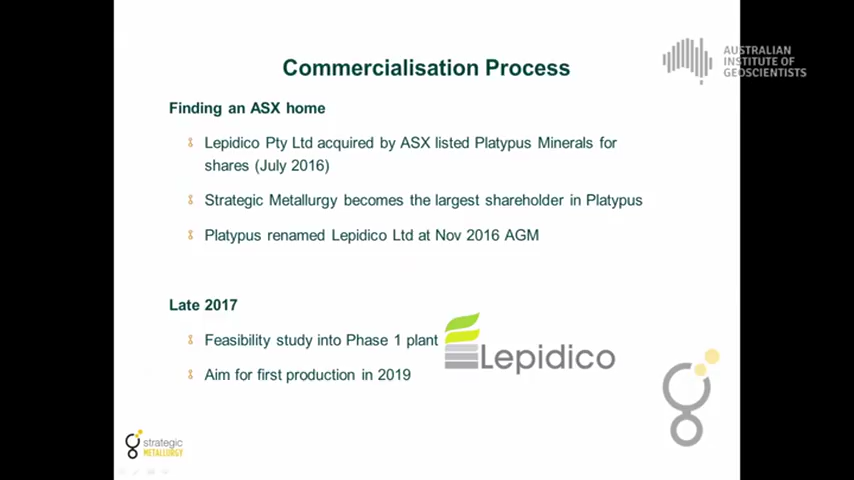 Commercialisation Process
AUSTRALIAN
INSTITUTE OF
GEOSCIENTISTS
Finding an ASX home
Lepidico Pty Ltd acquired by ASX listed Platypus Minerals for
shares (July 2016)
Strategic Metallurgy becomes the largest shareholder in Platypus
Platypus renamed Lepidico Ltd at Nov 2016 AGM
Late 2017
Feasibility study into Phase 1 plant
Lepidico
Aim for first production in 2019
strategic
METALLURGY